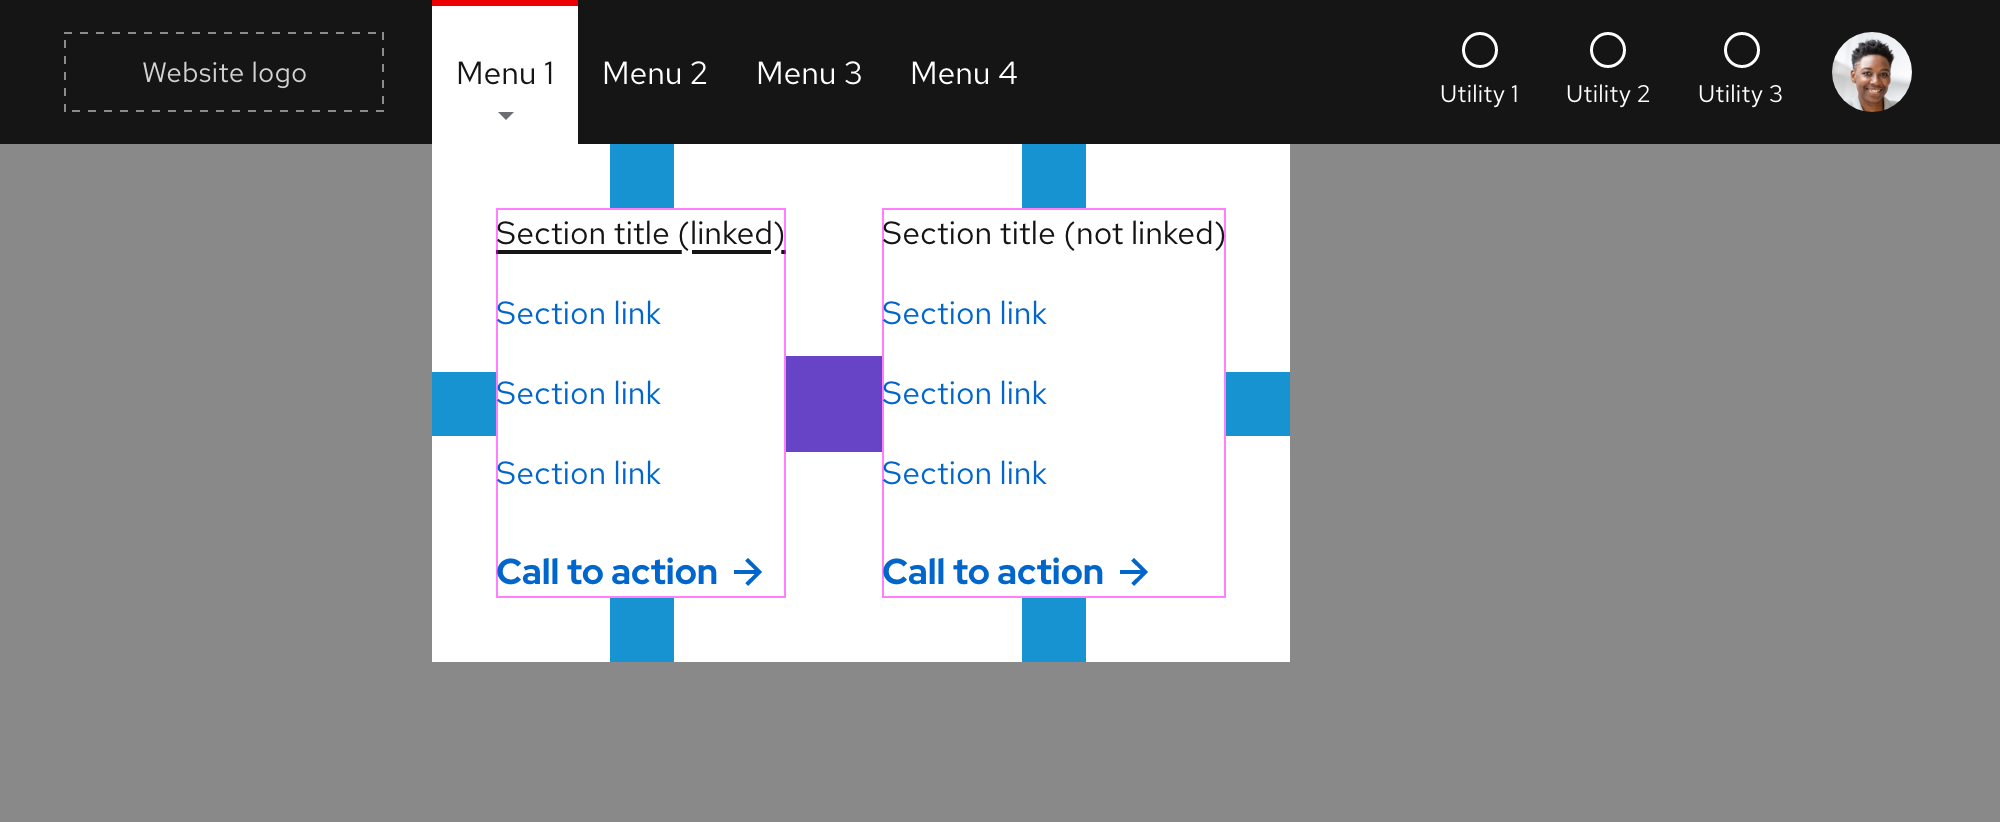 Website logo
Menu 1
Menu 2
Menu 3
Menu 4
Utility 1
Utility 2
Utility 3
Section title (linked)
Section link
Section link
Section link
Call to action →
Section title (not linked)
Section link
Section link
Section link
Call to action →